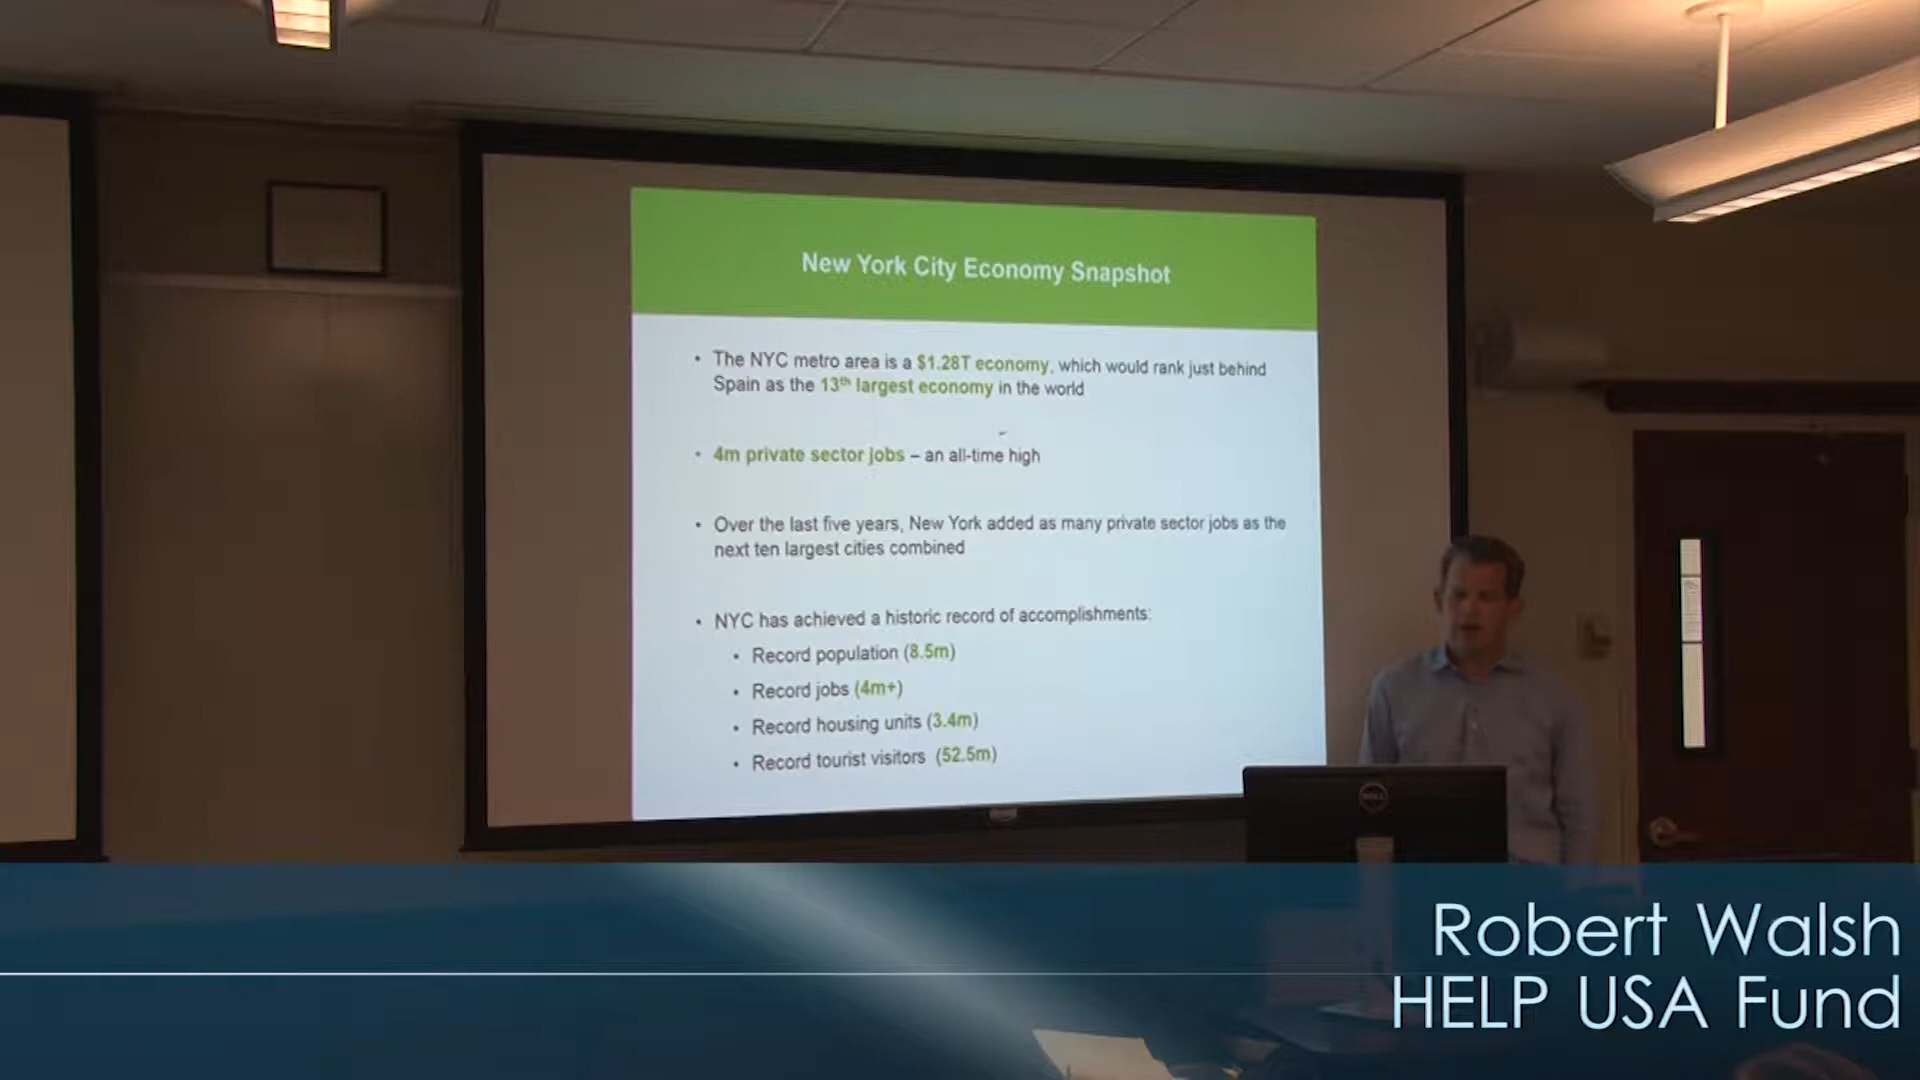 New York City Economy Snapshot
• The NYC metro area is a $1.28T economy, which would rank just behind
Spain as the 13th largest economy in the world
• 4m private sector jobs – an all-time high
• Over the last five years, New York added as many private sector jobs as the
next ten largest cities combined
• NYC has achieved a historic record of accomplishments:
• Record population (8.5m)
• Record jobs (4m+)
• Record housing units (3.4m)
• Record tourist visitors (52.5m)
DELL
Robert Walsh
HELP USA Fund